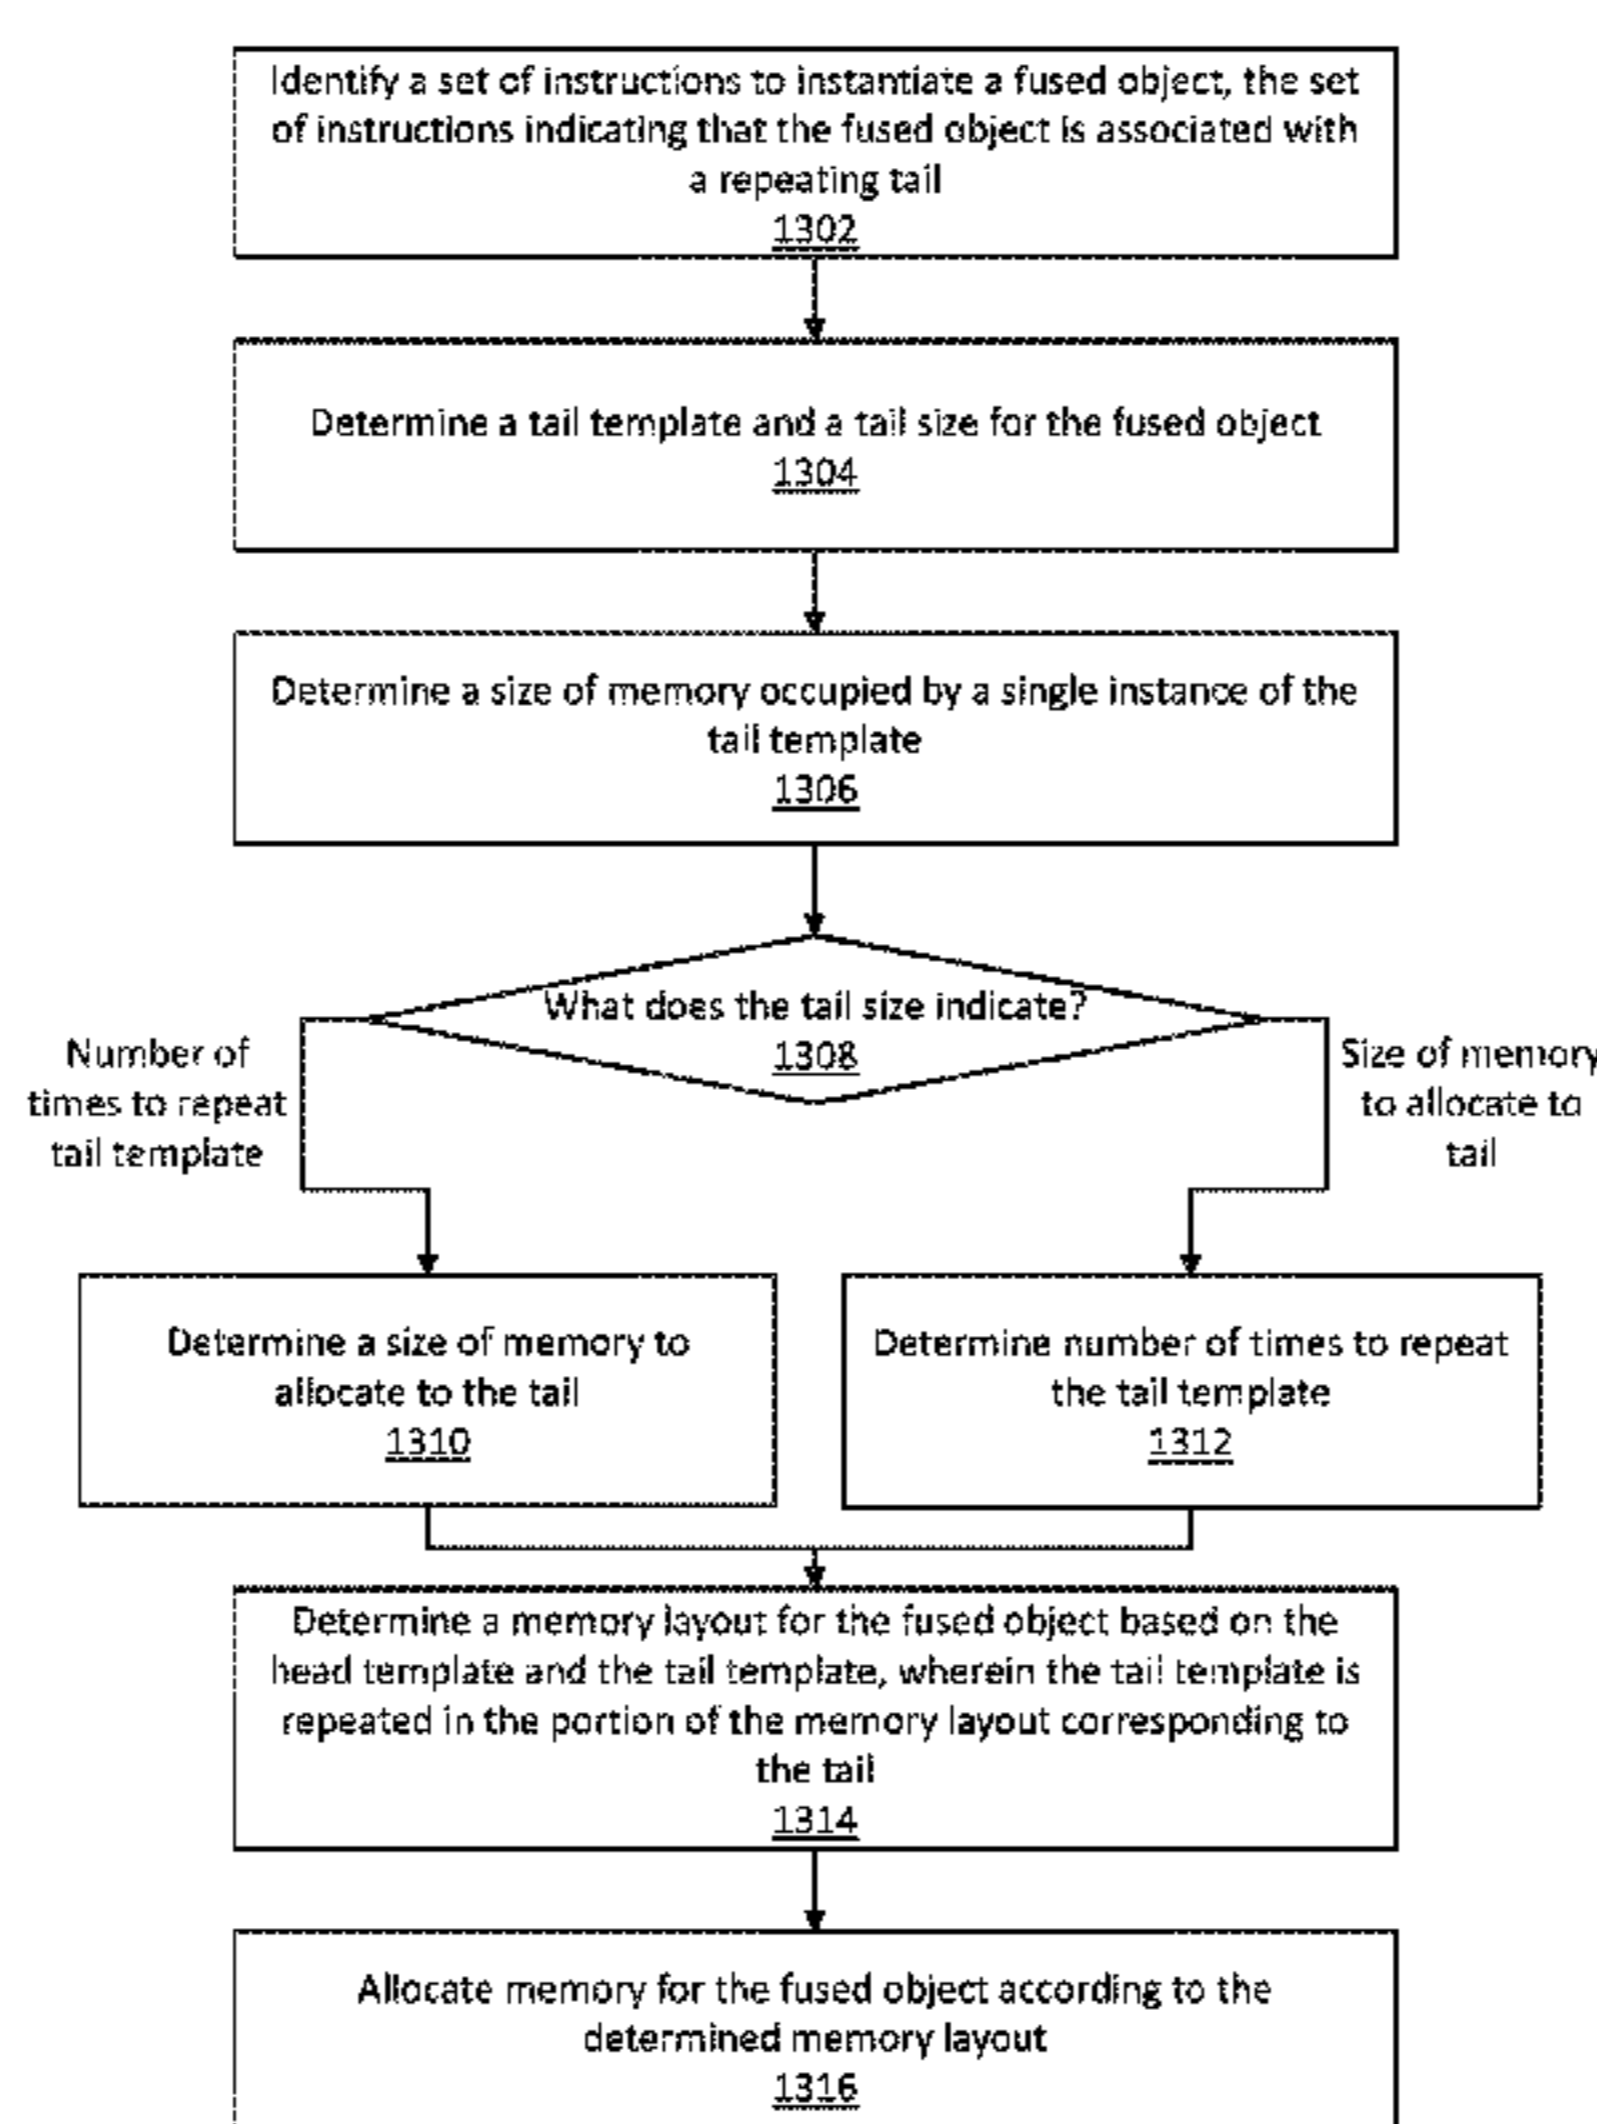 Identify a set of instructions to instantiate a fused object, the set
of instructions indicating that the fused object is associated with
a repeating tail
1302
Determine a tail template and a tail size for the fused object
1304
Determine a size of memory occupied by a single instance of the
tail template
1306
What does the tail size indicate?
1308
Number of
times to repeat
tail template
Size of memory
to allocate to
tail
Determine a size of memory to
allocate to the tail
1310
Determine number of times to repeat
the tail template
1312
Determine a memory layout for the fused object based on the
head template and the tail template, wherein the tail template is
repeated in the portion of the memory layout corresponding to
the tail
1314
Allocate memory for the fused object according to the
determined memory layout
1316